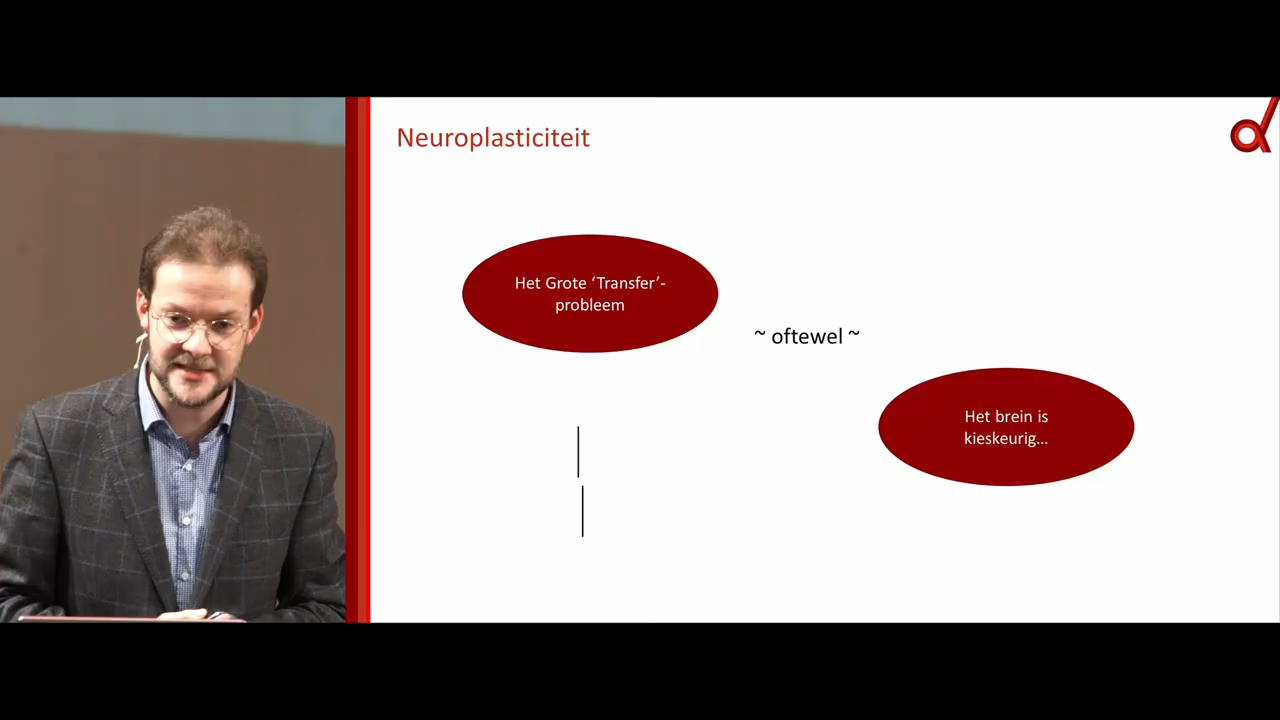 Neuroplasticiteit
Het Grote ‘Transfer’-
probleem
~ oftewel ~
Het brein is
kieskeurig...